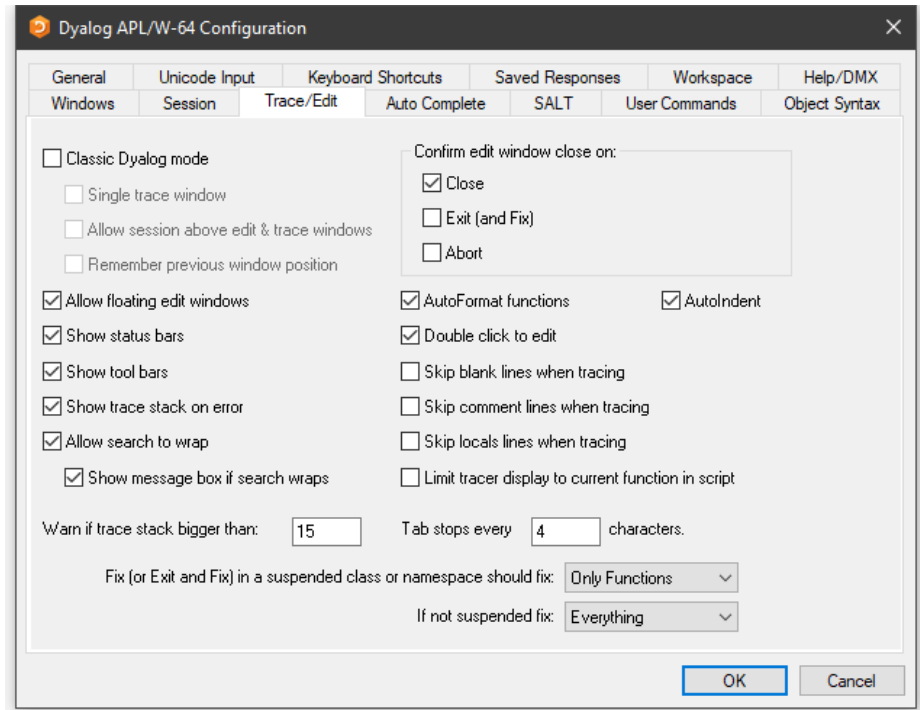 Dyalog APL/W-64 Configuration
General Unicode Input Keyboard Shortcuts Saved Responses Workspace Help/DMX
Windows Session Trace/Edit Auto Complete SALT User Commands Object Syntax
Classic Dyalog mode
Single trace window
Allow session above edit & trace windows
Remember previous window position
Confirm edit window close on:
Close
Exit (and Fix)
Abort
Allow floating edit windows
Show status bars
Show tool bars
Show trace stack on error
Allow search to wrap
Show message box if search wraps
AutoFormat functions AutoIndent
Double click to edit
Skip blank lines when tracing
Skip comment lines when tracing
Skip locals lines when tracing
Limit tracer display to current function in script
Warn if trace stack bigger than: 15 Tab stops every 4 characters.
Fix (or Exit and Fix) in a suspended class or namespace should fix: Only Functions
If not suspended fix: Everything
OK Cancel